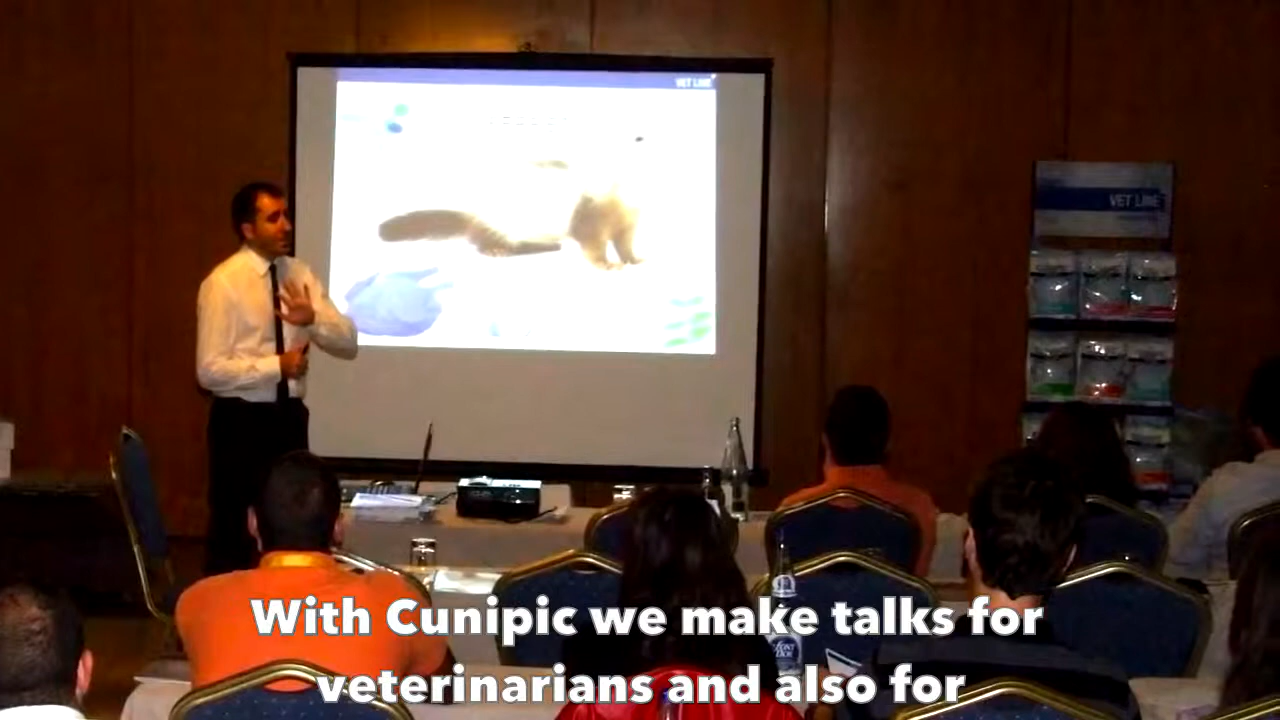 VET LINE
VET LINE
With Cunipic we make talks for
veterinarians and also for